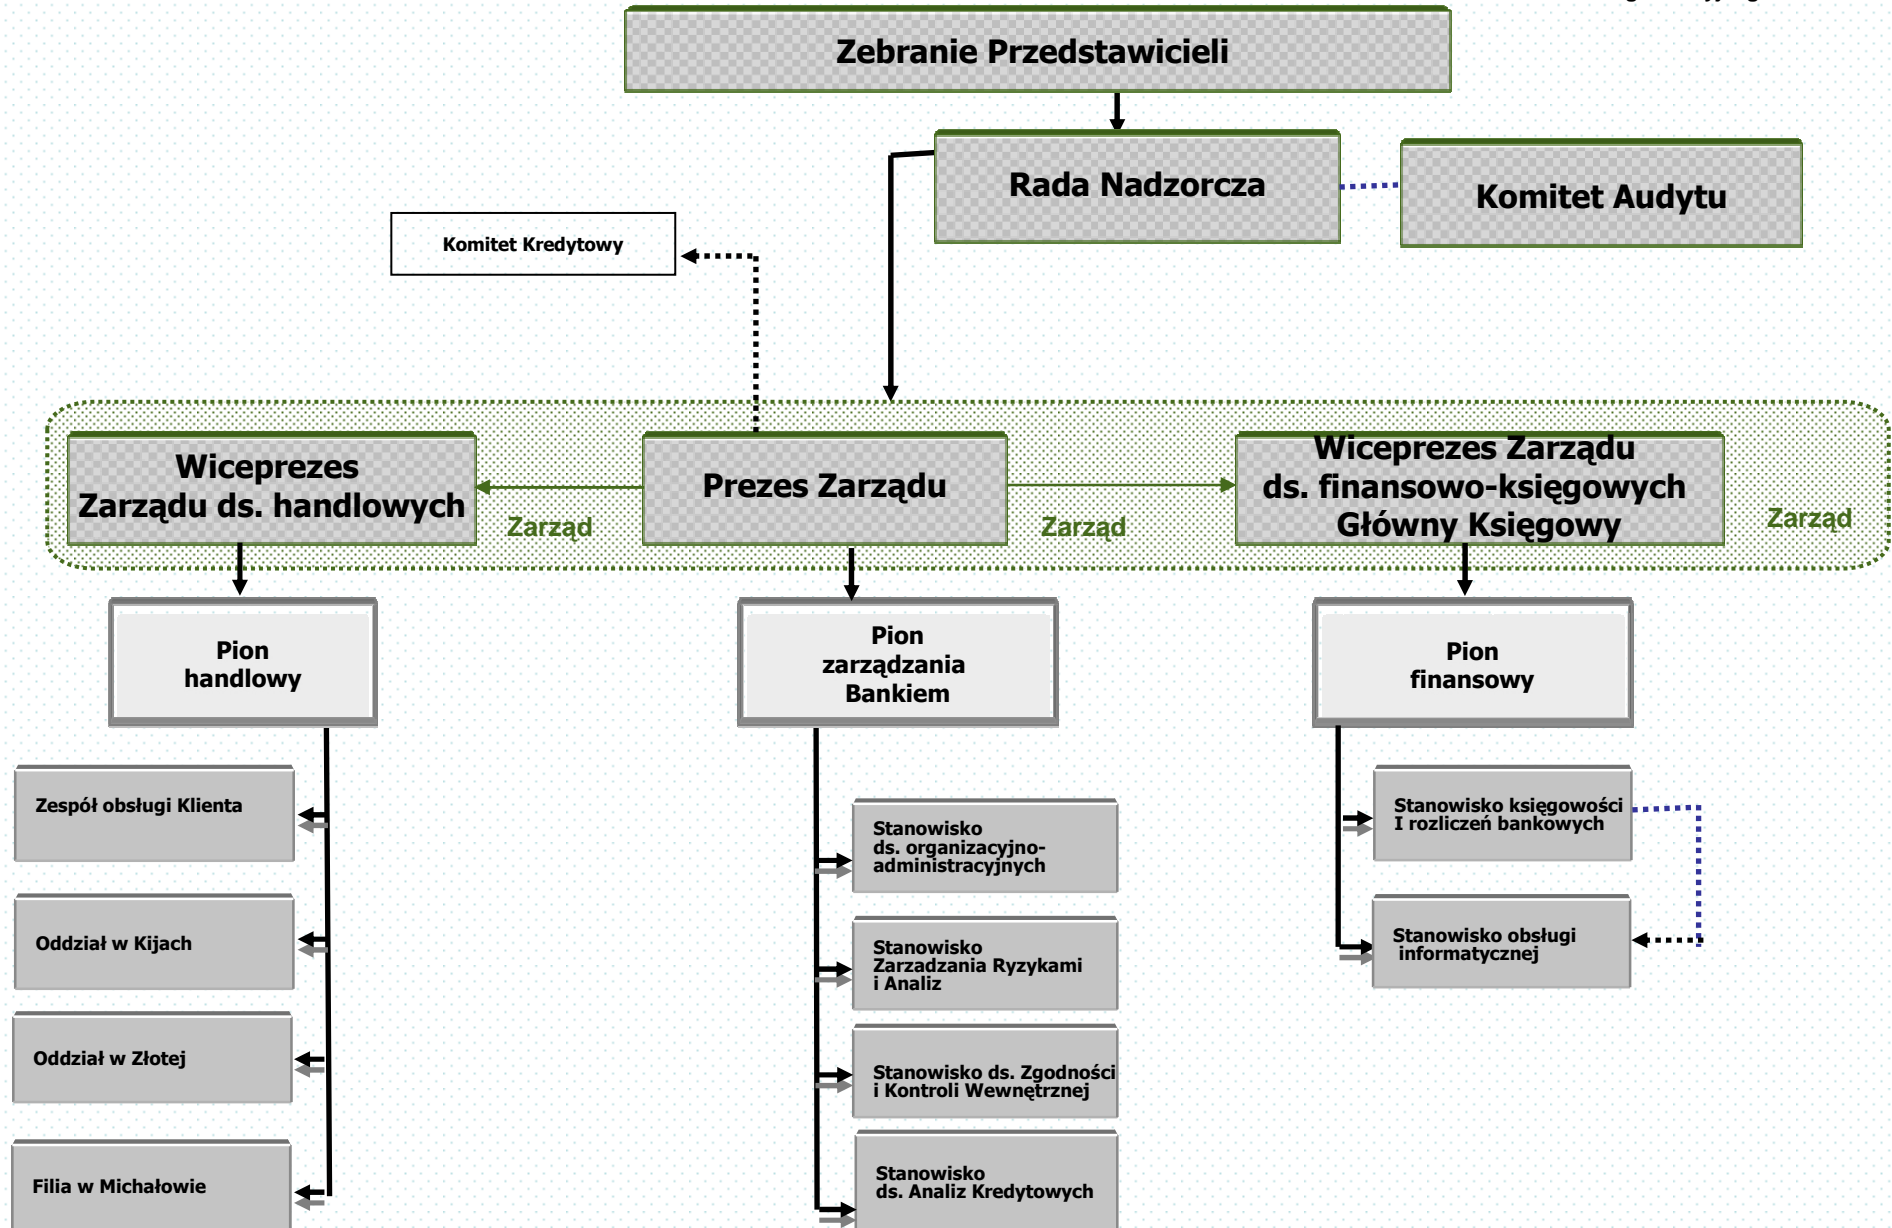 Zebranie Przedstawicieli
Rada Nadzorcza
Komitet Audytu
Komitet Kredytowy
Wiceprezes
Zarządu ds. handlowych
Zarząd
Prezes Zarządu
Zarząd
Wiceprezes Zarządu
ds. finansowo-księgowych
Główny Księgowy
Zarząd
Pion
handlowy
Pion
zarządzania
Bankiem
Pion
finansowy
Zespół obsługi Klienta
Oddział w Kijach
Oddział w Złotej
Filia w Michałowie
Stanowisko
ds. organizacyjno-
administracyjnych
Stanowisko
Zarzadzania Ryzykami
i Analiz
Stanowisko ds. Zgodności
i Kontroli Wewnętrznej
Stanowisko
ds. Analiz Kredytowych
Stanowisko księgowości
I rozliczeń bankowych
Stanowisko obsługi
informatycznej